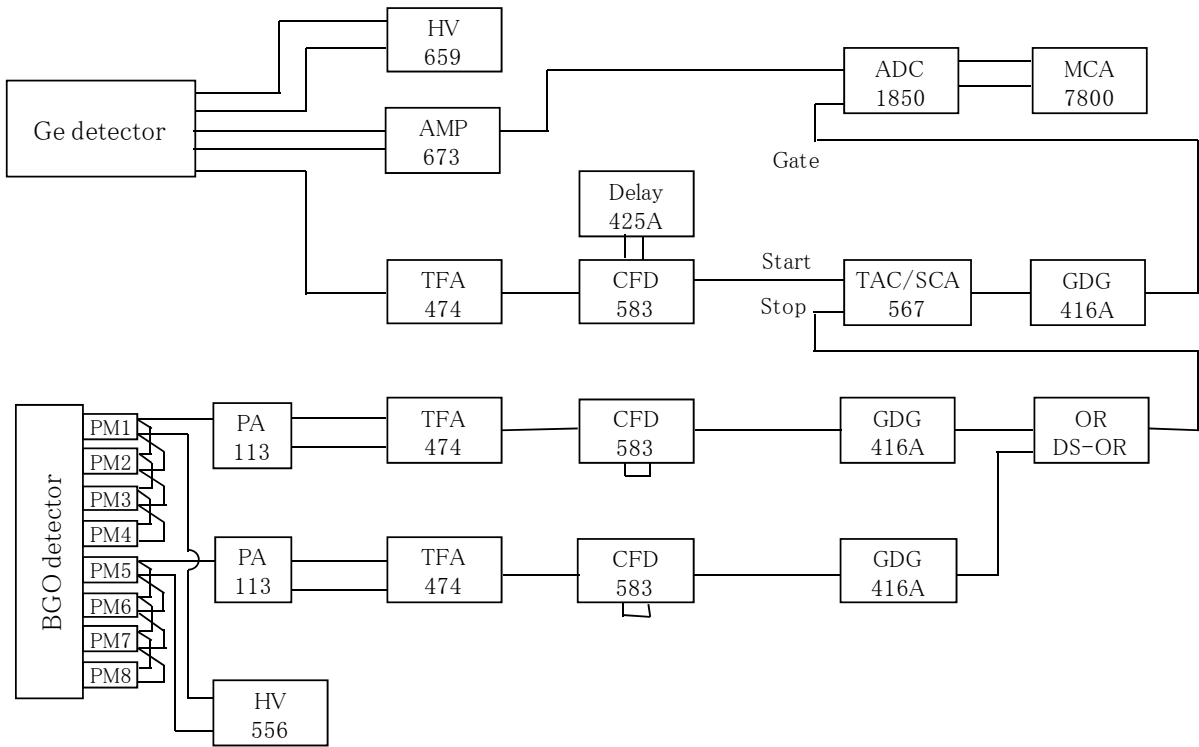 HV
659
Ge detector
AMP
673
ADC
1850
MCA
7800
Gate
Delay
425A
TFA
474
CFD
583
Start
Stop
TAC/SCA
567
GDG
416A
BGO detector
PM1
PM2
PM3
PM4
PM5
PM6
PM7
PM8
PA
113
TFA
474
CFD
583
GDG
416A
OR
DS-OR
PA
113
TFA
474
CFD
583
GDG
416A
HV
556